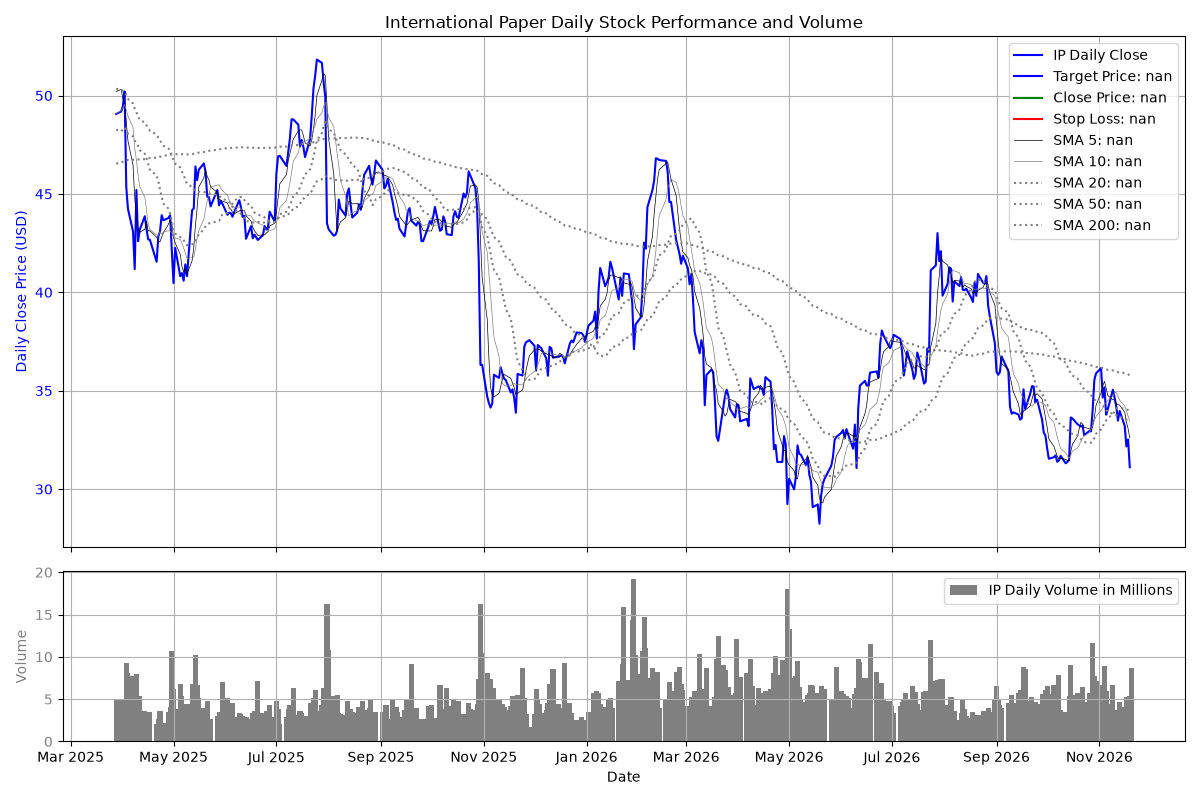 International Paper Daily Stock Performance and Volume
Daily Close Price (USD)
50
45
40
35
30
IP Daily Close
Target Price: nan
Close Price: nan
Stop Loss: nan
SMA 5: nan
SMA 10: nan
SMA 20: nan
SMA 50: nan
SMA 200: nan
Volume
20
15
10
5
0
IP Daily Volume in Millions
Mar 2025 May 2025 Jul 2025 Sep 2025 Nov 2025 Jan 2026 Mar 2026 May 2026 Jul 2026 Sep 2026 Nov 2026
Date